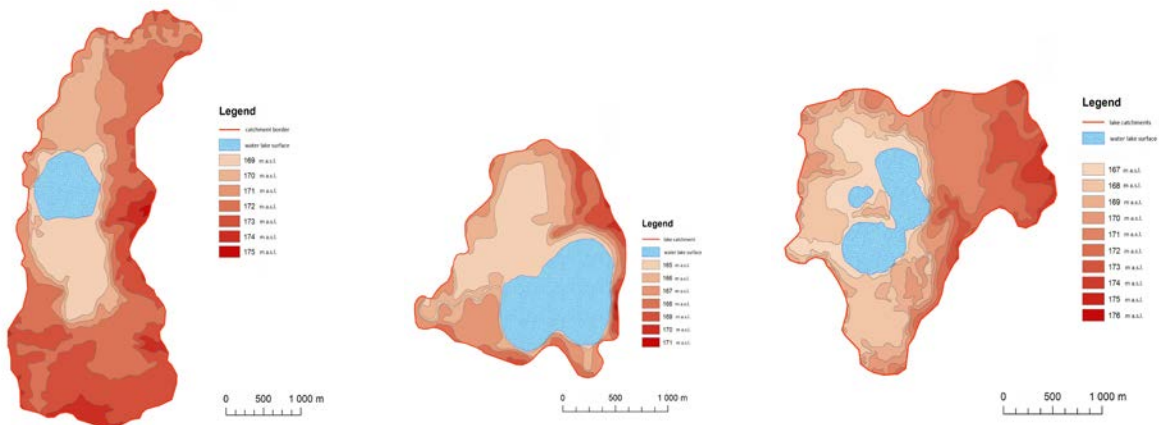 Legend
catchment border
water lake surface
169 m a.s.l.
170 m a.s.l.
171 m a.s.l.
172 m a.s.l.
173 m a.s.l.
174 m a.s.l.
175 m a.s.l.
0 500 1 000 m
Legend
lake catchment
water lake surface
165 m a.s.l.
166 m a.s.l.
167 m a.s.l.
168 m a.s.l.
169 m a.s.l.
170 m a.s.l.
171 m a.s.l.
0 500 1 000 m
Legend
lake catchments
water lake surface
167 m a.s.l.
168 m a.s.l.
169 m a.s.l.
170 m a.s.l.
171 m a.s.l.
172 m a.s.l.
173 m a.s.l.
174 m a.s.l.
175 m a.s.l.
176 m a.s.l.
0 500 1 000 m